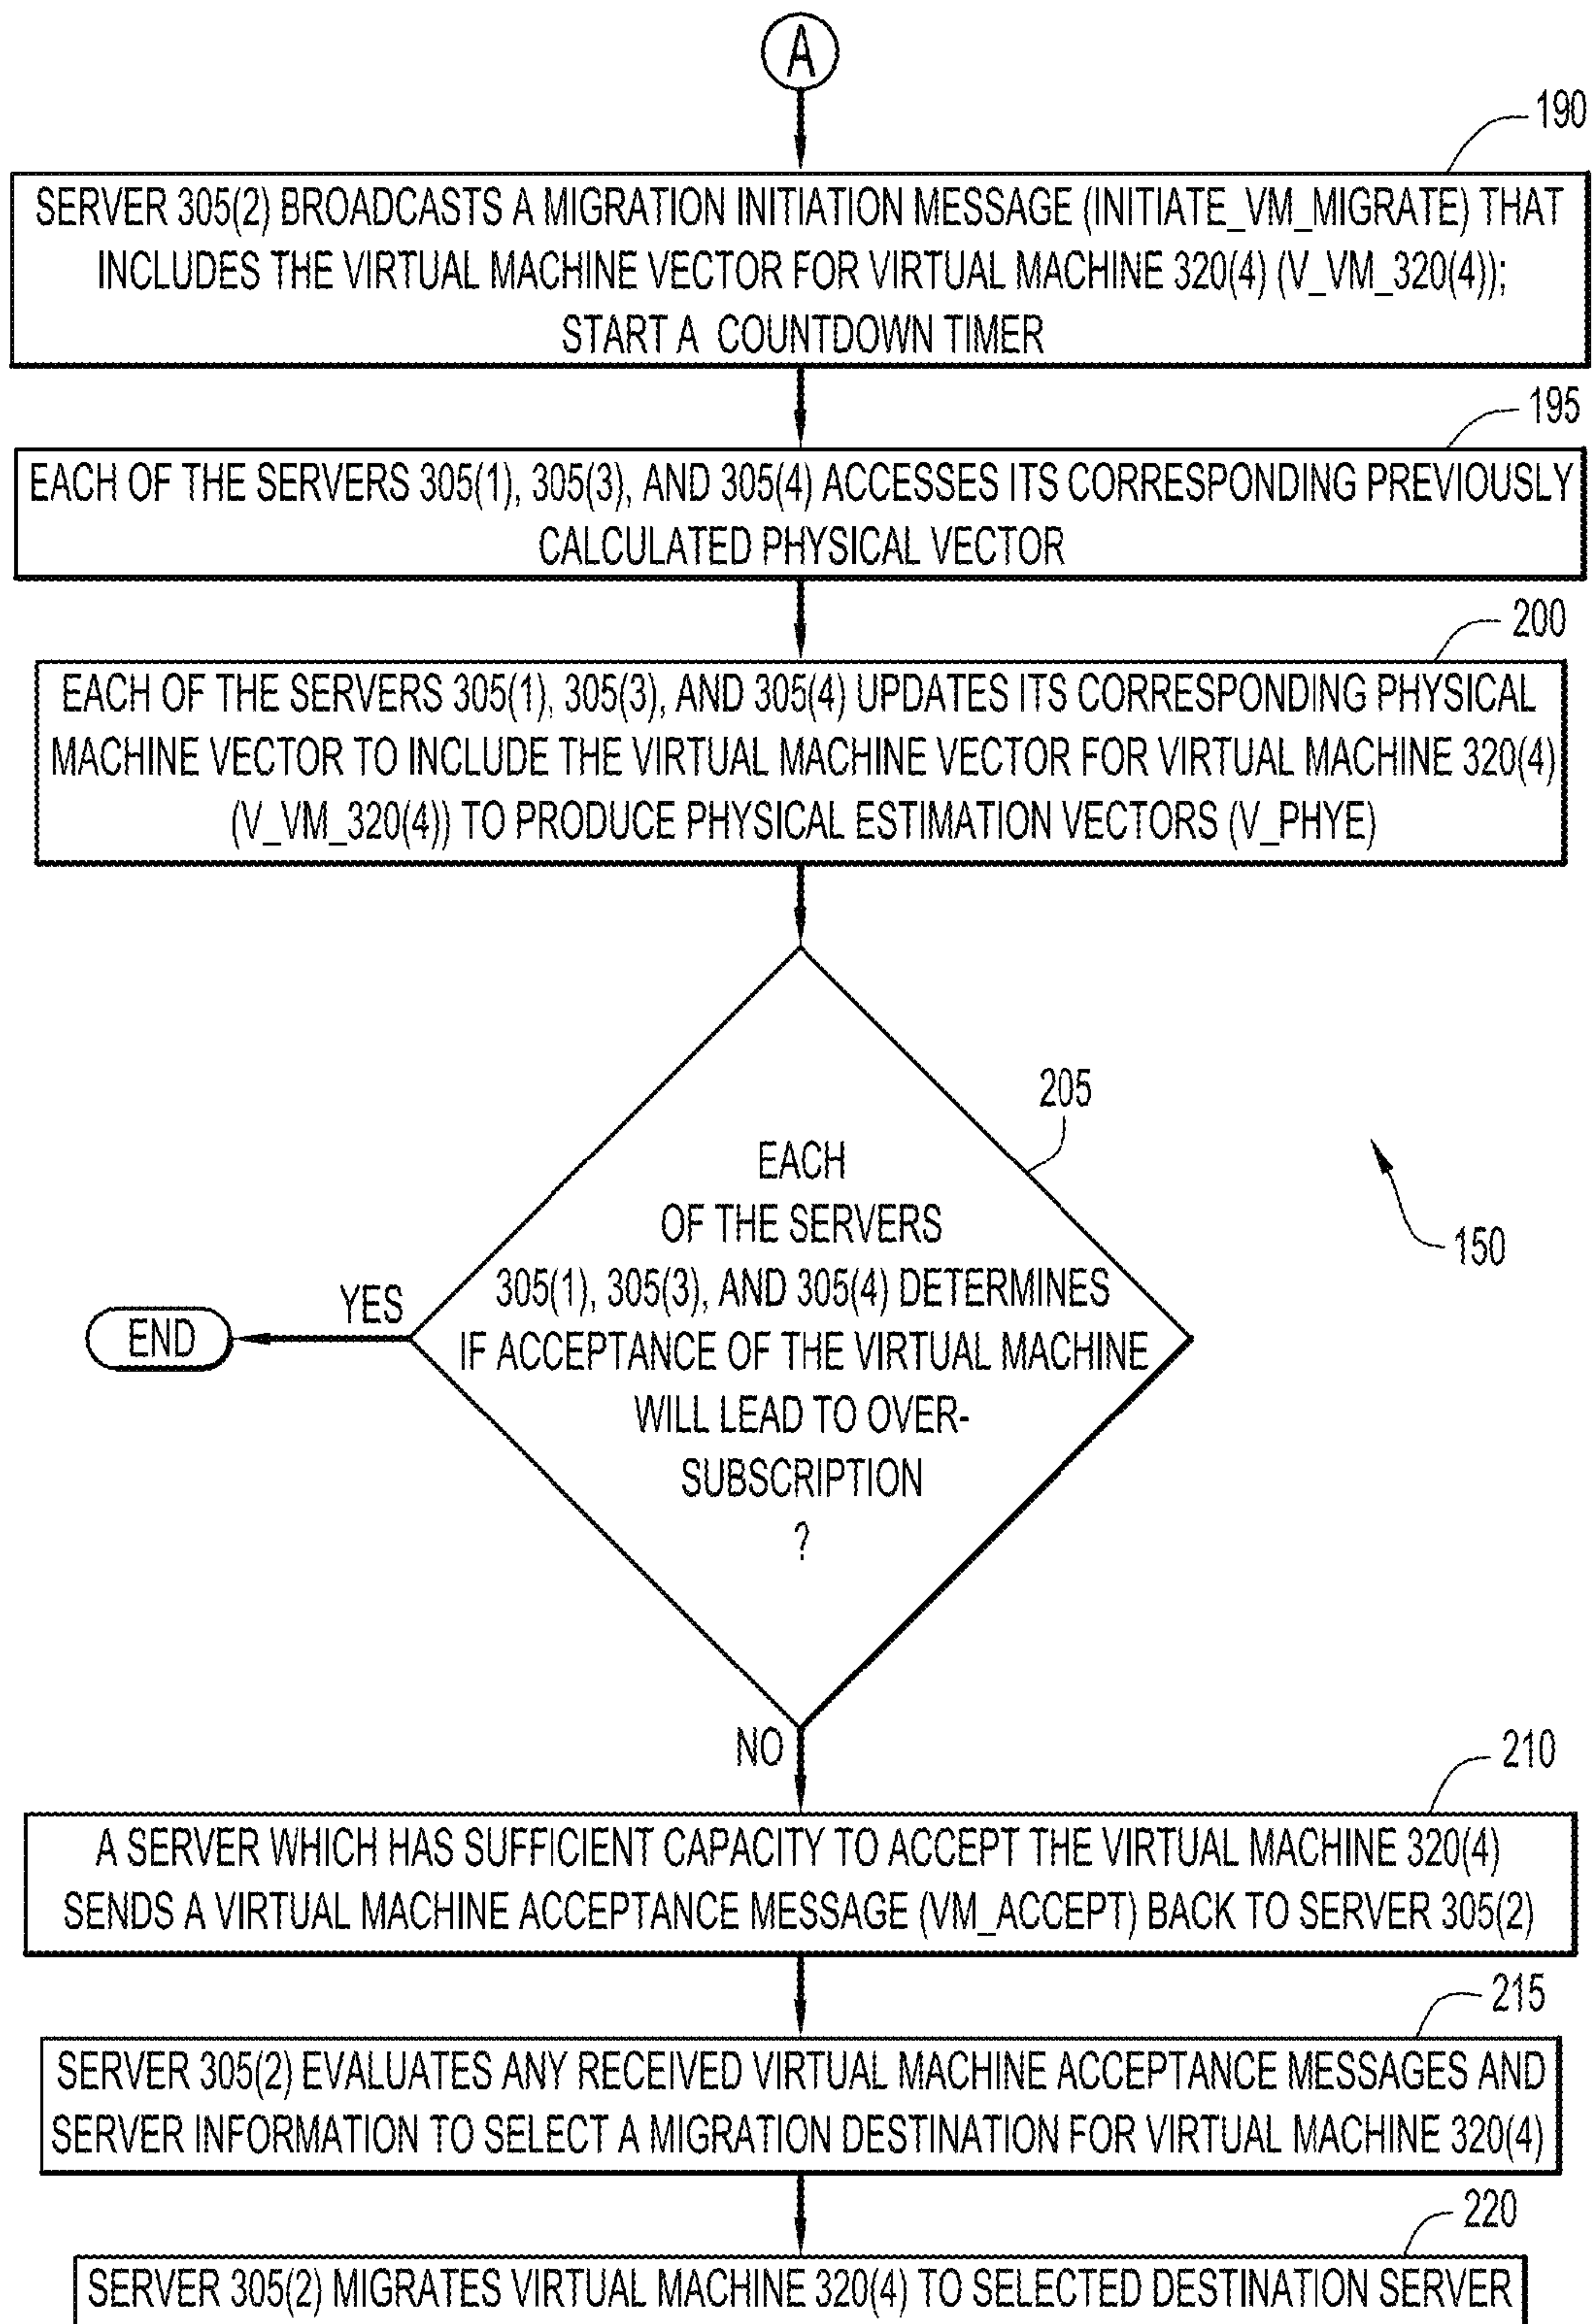 A
190
SERVER 305(2) BROADCASTS A MIGRATION INITIATION MESSAGE (INITIATE_VM_MIGRATE) THAT
INCLUDES THE VIRTUAL MACHINE VECTOR FOR VIRTUAL MACHINE 320(4) (V_VM_320(4));
START A COUNTDOWN TIMER
195
EACH OF THE SERVERS 305(1), 305(3), AND 305(4) ACCESSES ITS CORRESPONDING PREVIOUSLY
CALCULATED PHYSICAL VECTOR
200
EACH OF THE SERVERS 305(1), 305(3), AND 305(4) UPDATES ITS CORRESPONDING PHYSICAL
MACHINE VECTOR TO INCLUDE THE VIRTUAL MACHINE VECTOR FOR VIRTUAL MACHINE 320(4)
(V_VM_320(4)) TO PRODUCE PHYSICAL ESTIMATION VECTORS (V_PHYE)
205
EACH
OF THE SERVERS
305(1), 305(3), AND 305(4) DETERMINES
IF ACCEPTANCE OF THE VIRTUAL MACHINE
WILL LEAD TO OVER-
SUBSCRIPTION
?
150
YES
END
NO
210
A SERVER WHICH HAS SUFFICIENT CAPACITY TO ACCEPT THE VIRTUAL MACHINE 320(4)
SENDS A VIRTUAL MACHINE ACCEPTANCE MESSAGE (VM_ACCEPT) BACK TO SERVER 305(2)
215
SERVER 305(2) EVALUATES ANY RECEIVED VIRTUAL MACHINE ACCEPTANCE MESSAGES AND
SERVER INFORMATION TO SELECT A MIGRATION DESTINATION FOR VIRTUAL MACHINE 320(4)
220
SERVER 305(2) MIGRATES VIRTUAL MACHINE 320(4) TO SELECTED DESTINATION SERVER